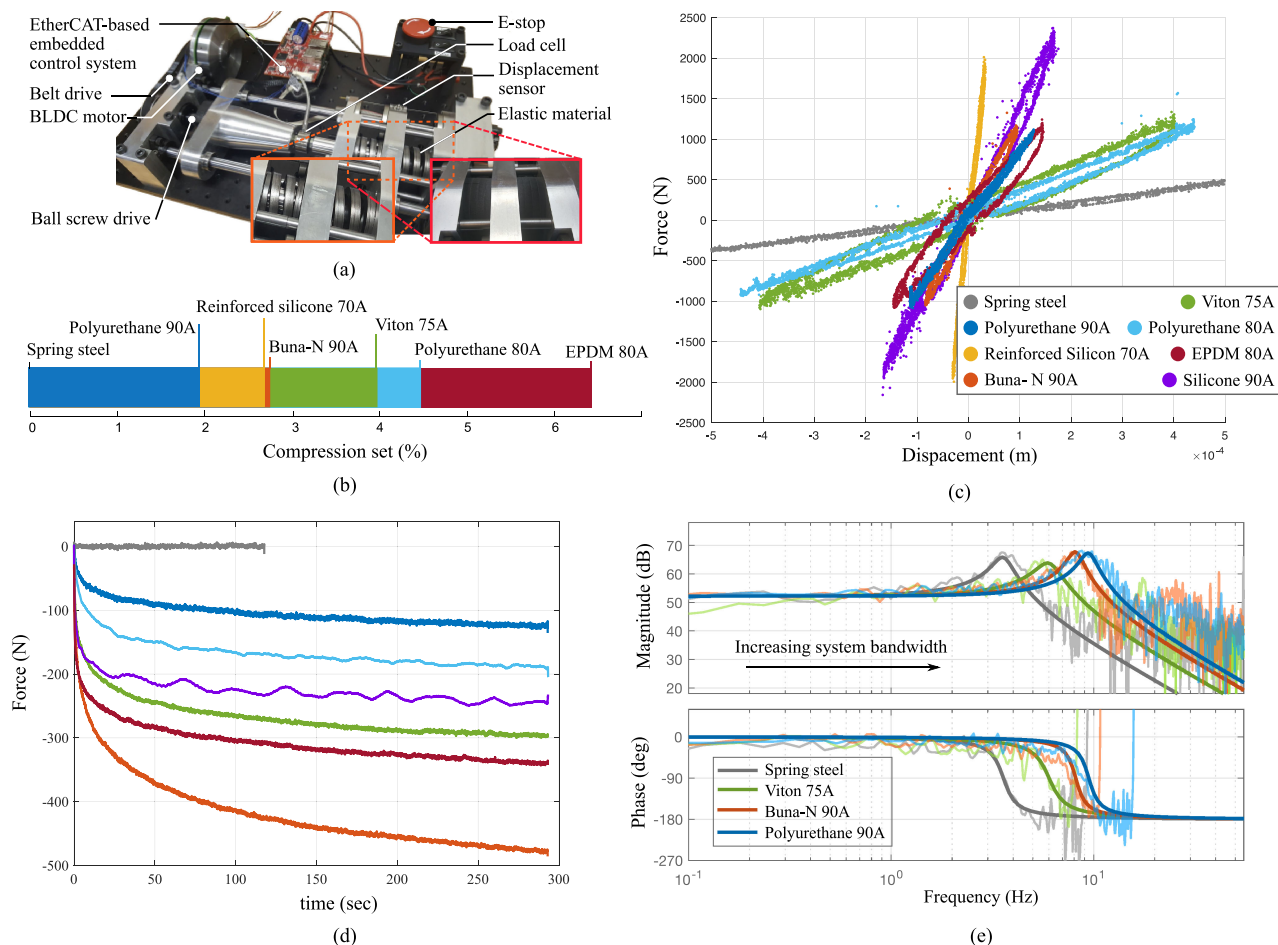 EtherCAT-based
embedded
control system
Belt drive
BLDC motor
Ball screw drive
E-stop
Load cell
Displacement
sensor
Elastic material
(a)
Reinforced silicone 70A
Polyurethane 90A
Viton 75A
Spring steel
Buna-N 90A
Polyurethane 80A
EPDM 80A
0 1 2 3 4 5 6
Compression set (%)
(b)
2500
2000
1500
1000
500
0
-500
-1000
-1500
-2000
2500
Force (N)
-5 -4 -3 -2 -1 0 1 2 3 4 5
×10⁻⁴
Dispacement (m)
Spring steel
Viton 75A
Polyurethane 90A
Polyurethane 80A
Reinforced Silicon 70A
EPDM 80A
Buna- N 90A
Silicone 90A
(c)
0
-100
-200
-300
-400
-500
Force (N)
0 50 100 150 200 250 300
time (sec)
(d)
70
60
50
40
30
20
Magnitude (dB)
Increasing system bandwidth
0
-90
-180
-270
Phase (deg)
Spring steel
Viton 75A
Buna-N 90A
Polyurethane 90A
10⁻¹ 10⁰ 10¹
Frequency (Hz)
(e)